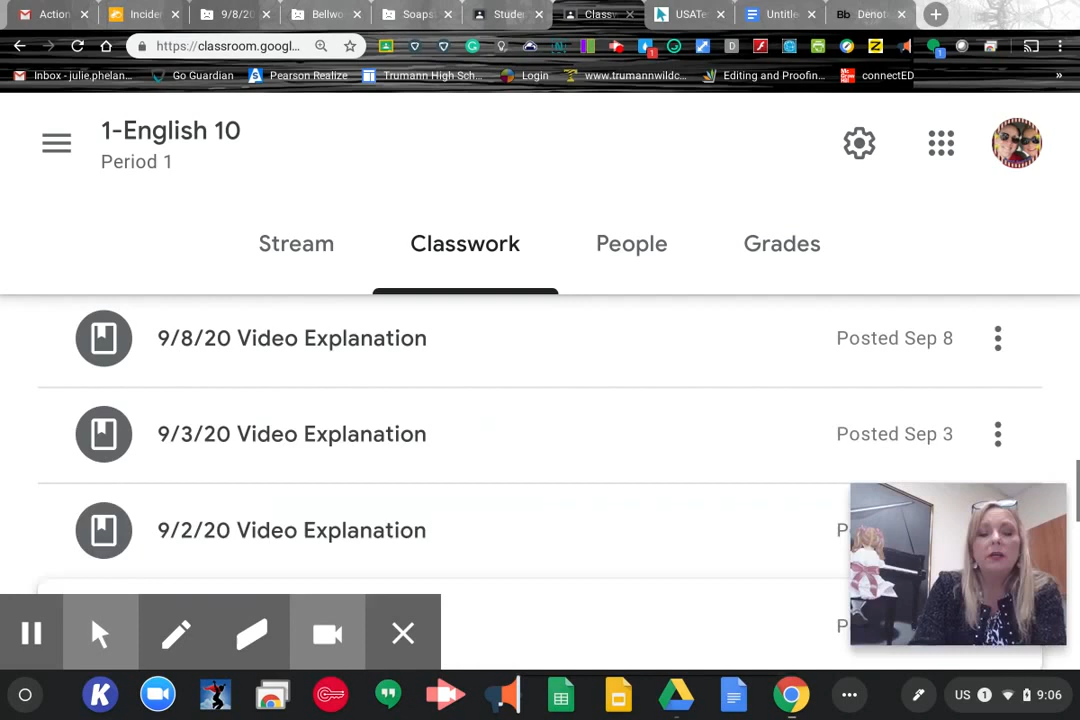 Action
Incide
9/8/20
Bellwo
Soaps
Stude
Class
USATe
Untitle
Bb Denot
https://classroom.googl...
Inbox - julie.phelan...
Go Guardian
Pearson Realize
Trumann High Sch...
Login
www.trumannwildc...
Editing and Proofin...
connectED
»
1-English 10
Period 1
Stream
Classwork
People
Grades
9/8/20 Video Explanation
Posted Sep 8
9/3/20 Video Explanation
Posted Sep 3
9/2/20 Video Explanation
P
P
K
US
1
9:06